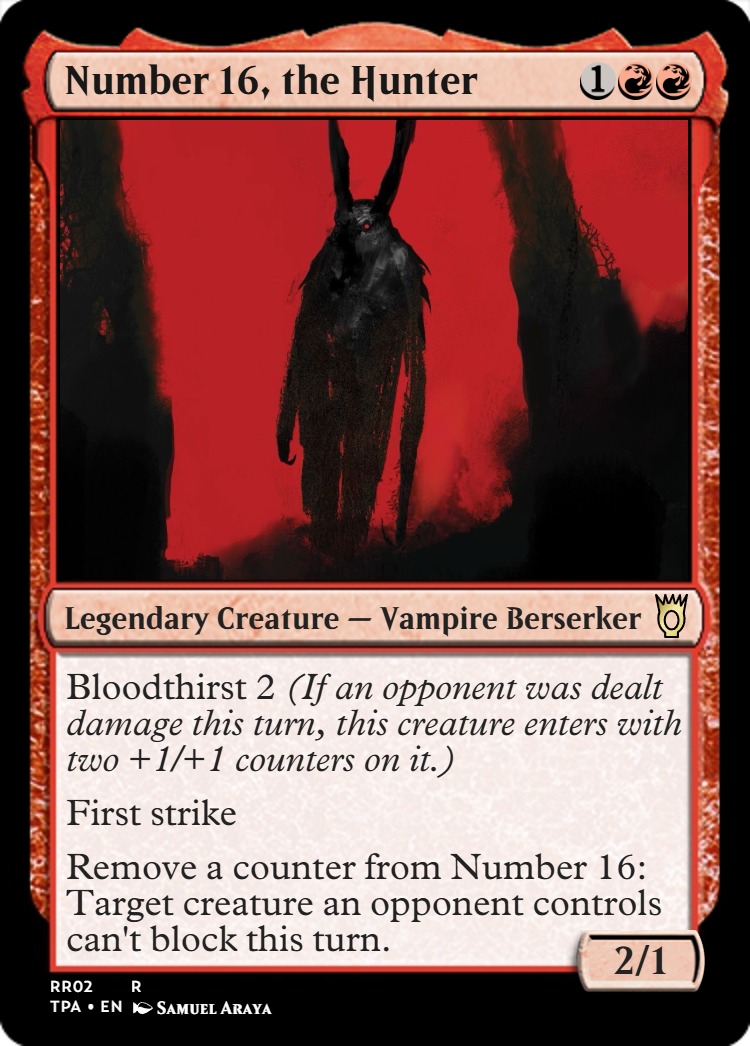 Number 16, the Hunter 1
Legendary Creature — Vampire Berserker
Bloodthirst 2 (If an opponent was dealt
damage this turn, this creature enters with
two +1/+1 counters on it.)
First strike
Remove a counter from Number 16:
Target creature an opponent controls
can't block this turn.
2/1
RR02 R
TPA • EN SAMUEL ARAYA